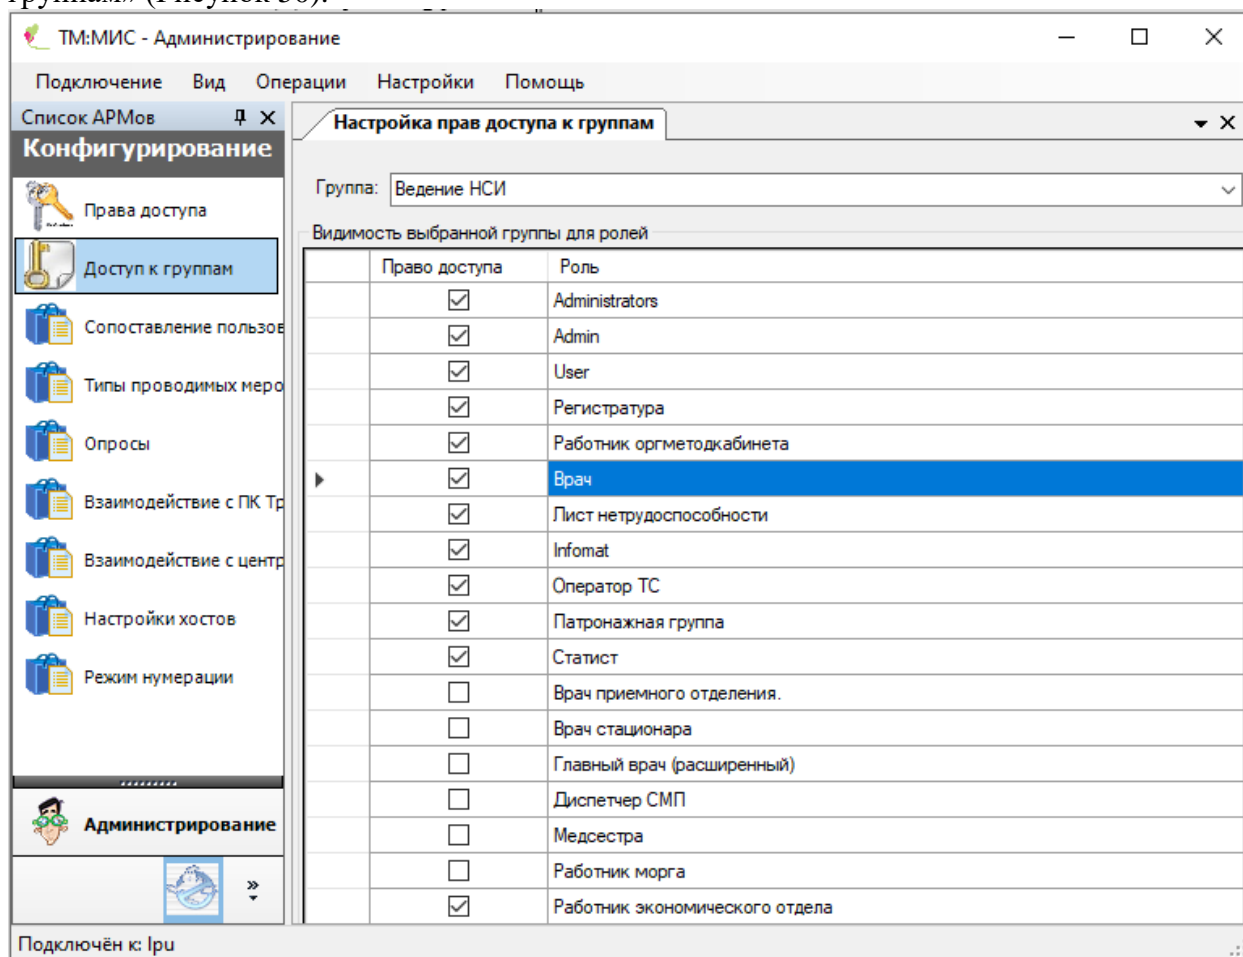 группам» (Рисунок 50).
ТМ:МИС - Администрирование
Подключение Вид Операции Настройки Помощь
Список АРМов
Конфигурирование
Права доступа
Доступ к группам
Сопоставление пользов
Типы проводимых меро
Опросы
Взаимодействие с ПК Тр
Взаимодействие с центр
Настройки хостов
Режим нумерации
Администрирование
Настройка прав доступа к группам
Группа: Ведение НСИ
Видимость выбранной группы для ролей
Право доступа Роль
Administrators
Admin
User
Регистратура
Работник оргметодкабинета
Врач
Лист нетрудоспособности
Infomat
Оператор ТС
Патронажная группа
Статист
Врач приемного отделения.
Врач стационара
Главный врач (расширенный)
Диспетчер СМП
Медсестра
Работник морга
Работник экономического отдела
Подключён к: lpu